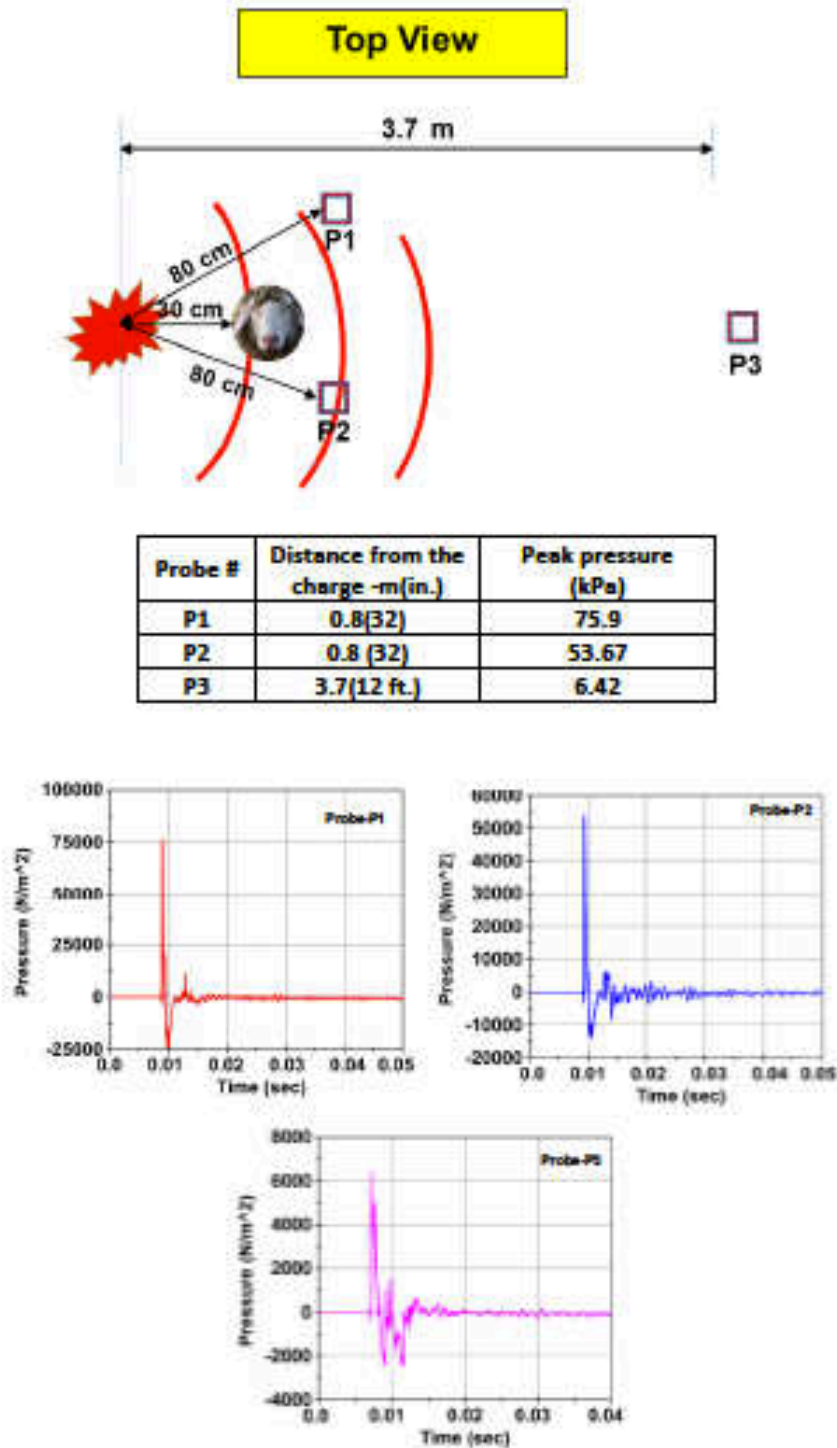 Top View
3.7 m
80 cm
P1
30 cm
P3
80 cm
P2
Probe # Distance from the charge -m(in.) Peak pressure (kPa)
P1 0.8(32) 75.9
P2 0.8 (32) 53.67
P3 3.7(12 ft.) 6.42
100000
75000
50000
25000
0
-25000
Pressure (N/m^2)
Probe-P1
0.0 0.01 0.02 0.03 0.04 0.05
Time (sec)
60000
50000
40000
30000
20000
10000
0
-10000
-20000
Pressure (N/m^2)
Probe-P2
0.0 0.01 0.02 0.03 0.04 0.05
Time (sec)
8000
6000
4000
2000
0
-2000
-4000
Pressure (N/m^2)
Probe-P5
0.0 0.01 0.02 0.03 0.04
Time (sec)